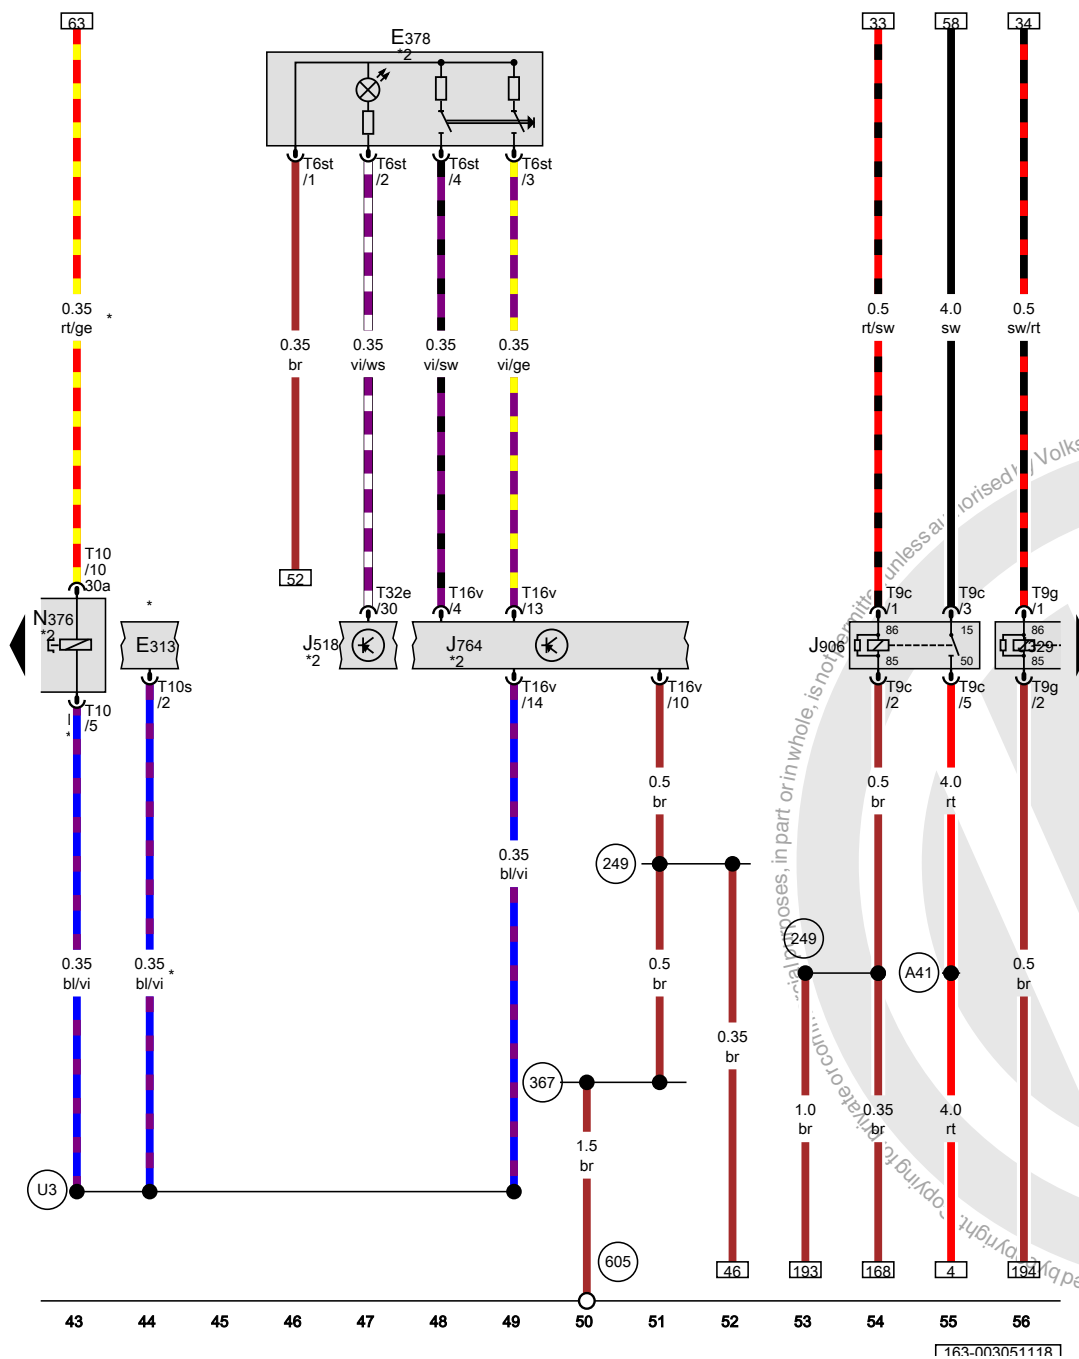 63
E378
*2
33
58
34
T6st
/1
T6st
/2
T6st
/4
T6st
/3
0.35
rt/ge
*
0.35
br
0.35
vi/ws
0.35
vi/sw
0.35
vi/ge
0.5
rt/sw
4.0
sw
0.5
sw/rt
52
T10
/10
30a
T32e
/30
T16v
/4
T16v
/13
T9c
/1
T9c
/3
T9g
/1
N376
*2
*
E313
J518
*2
J764
*2
J906
86
85
15
50
J329
86
85
T10
/5
*
T10s
/2
T16v
/14
T16v
/10
T9c
/2
T9c
/5
T9g
/2
0.5
br
0.5
br
4.0
rt
0.35
bl/vi
249
249
A41
0.35
bl/vi
0.35
bl/vi
*
0.5
br
0.5
br
0.35
br
367
1.5
br
1.0
br
0.35
br
4.0
rt
U3
605
46
193
168
4
194
43 44 45 46 47 48 49 50 51 52 53 54 55 56
163-003051118